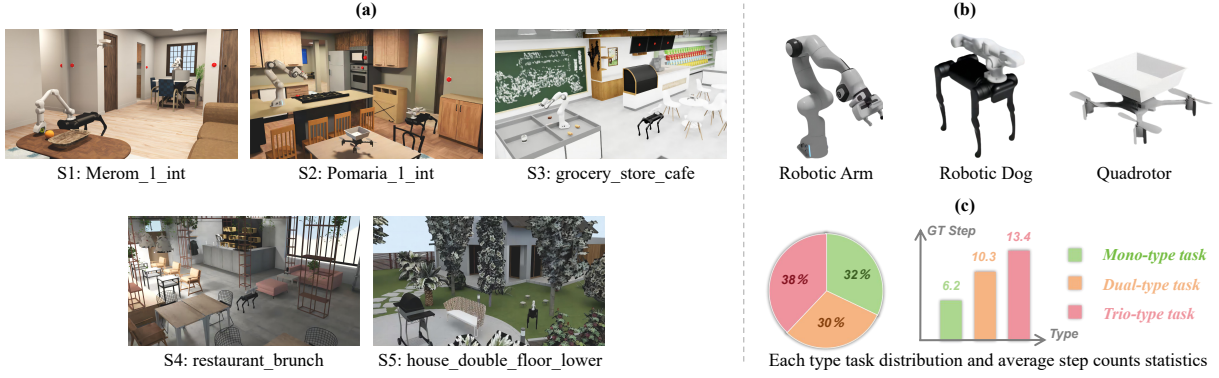 (a)
S1: Merom_1_int
S2: Pomaria_1_int
S3: grocery_store_cafe
S4: restaurant_brunch
S5: house_double_floor_lower
(b)
Robotic Arm
Robotic Dog
Quadrotor
(c)
38%
32%
30%
GT Step
6.2
10.3
13.4
Type
Mono-type task
Dual-type task
Trio-type task
Each type task distribution and average step counts statistics